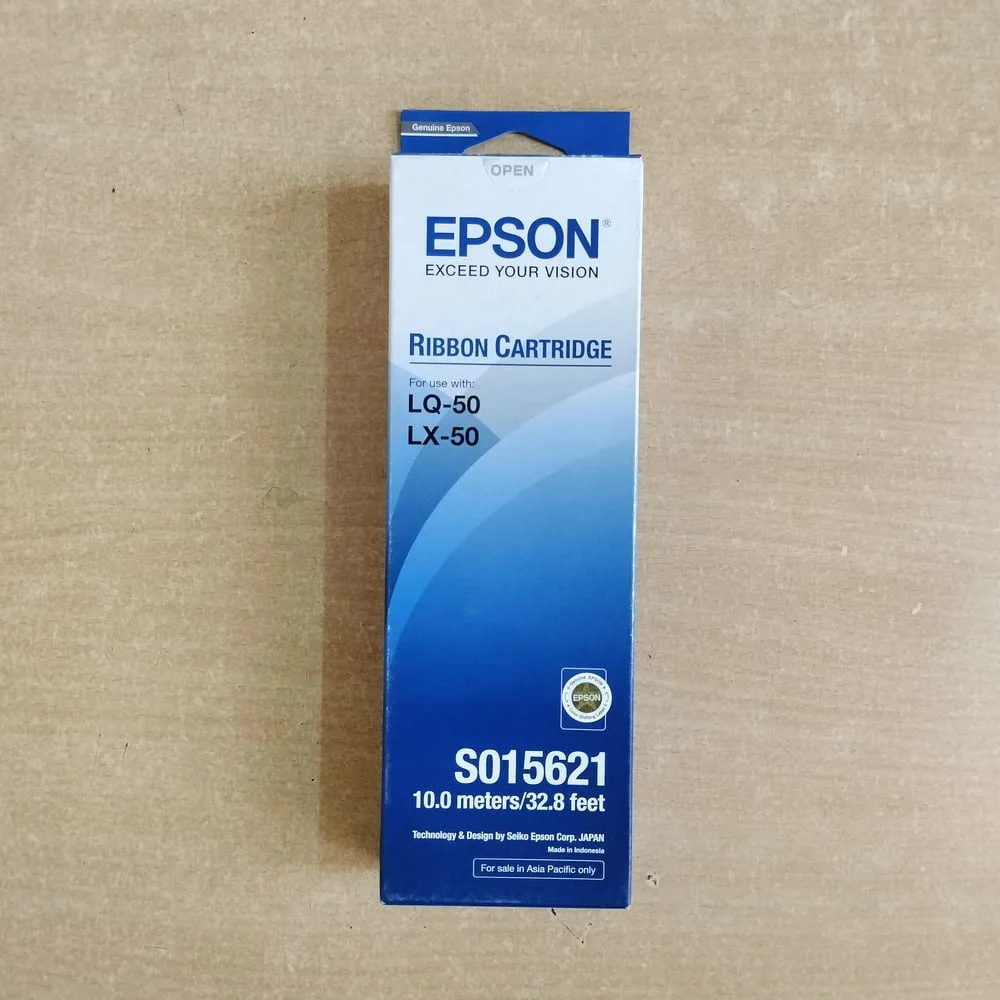 Genuine Epson
OPEN
EPSON®
EXCEED YOUR VISION
RIBBON CARTRIDGE
For use with:
LQ-50
LX-50
Genuine EPSON
EPSON
S015621
10.0 meters/32.8 feet
Technology & Design by Seiko Epson Corp. JAPAN
Made in Indonesia
For sale in Asia Pacific only